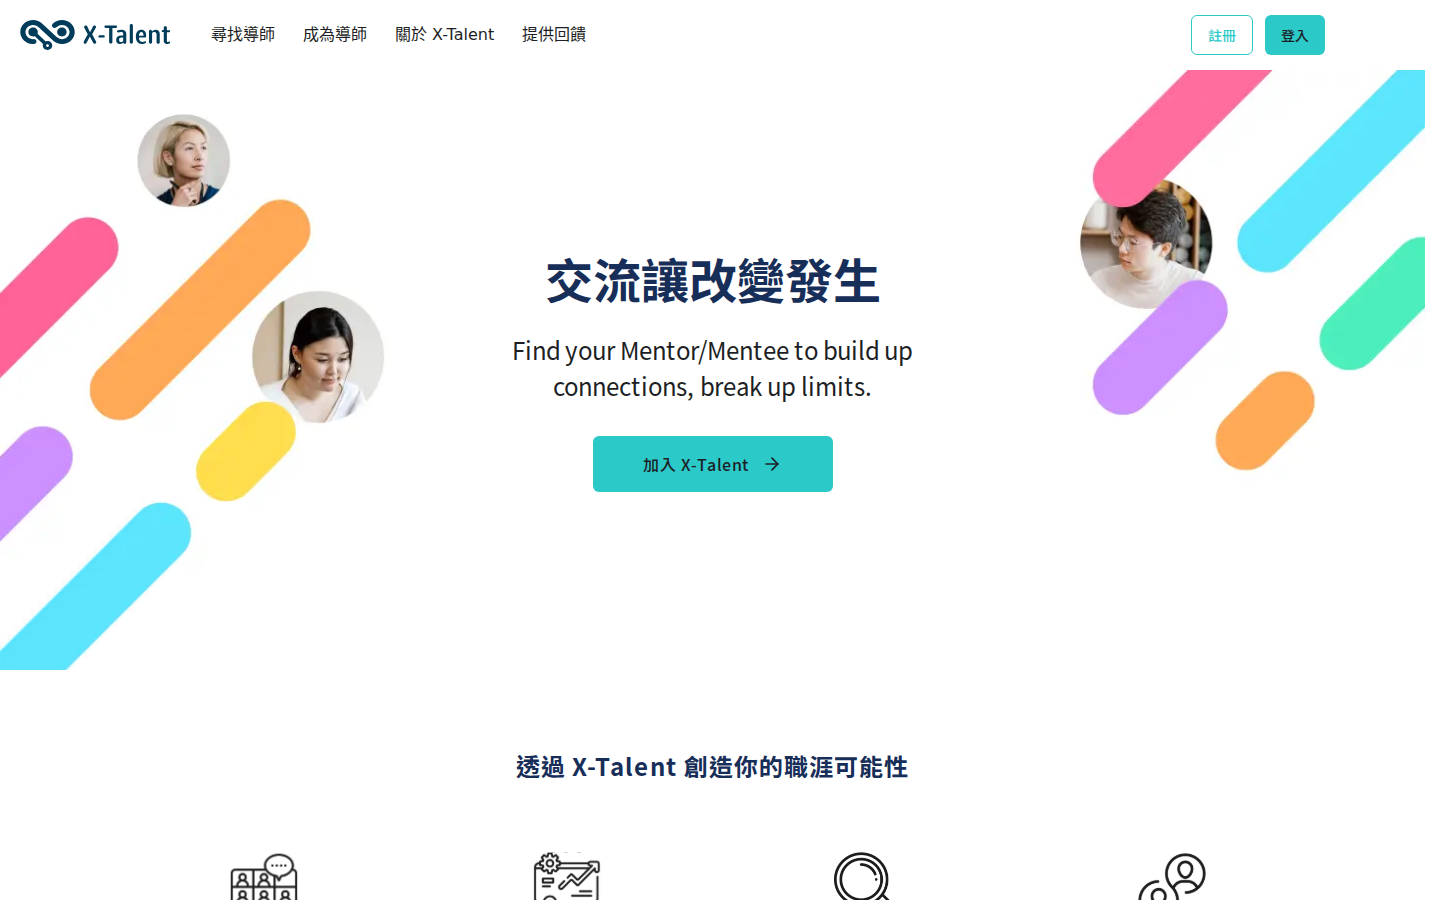 X-Talent
尋找導師
成為導師
關於 X-Talent
提供回饋
註冊
登入
交流讓改變發生
Find your Mentor/Mentee to build up
connections, break up limits.
加入 X-Talent
透過 X-Talent 創造你的職涯可能性